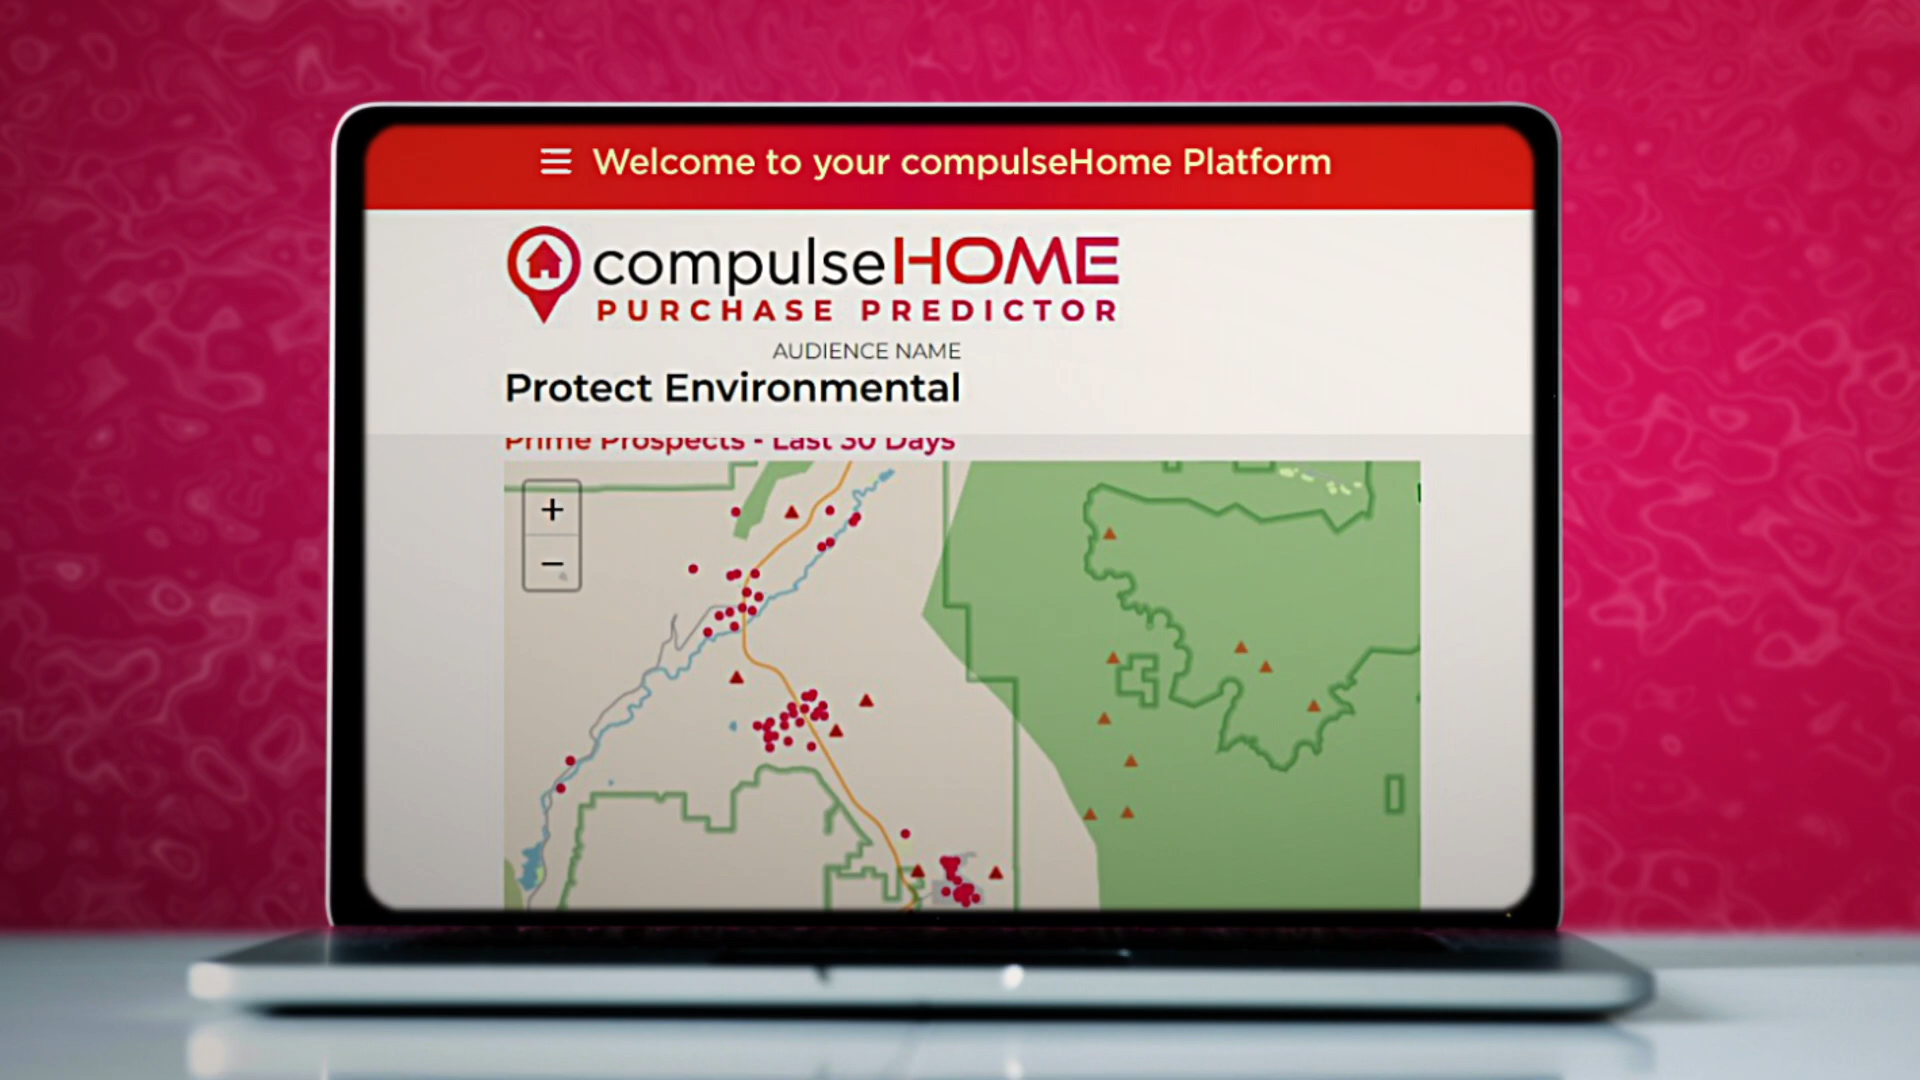 Welcome to your compulseHome Platform
compulseHOME
PURCHASE PREDICTOR
AUDIENCE NAME
Protect Environmental
Prime Prospects - Last 30 Days
+
−